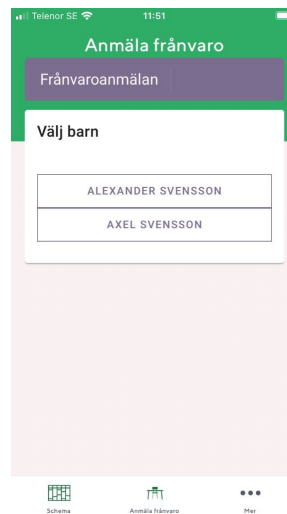 Telenor SE 11:51
Anmäla frånvaro
Frånvaroanmälan
Välj barn
ALEXANDER SVENSSON
AXEL SVENSSON
Schema Anmäla frånvaro Mer